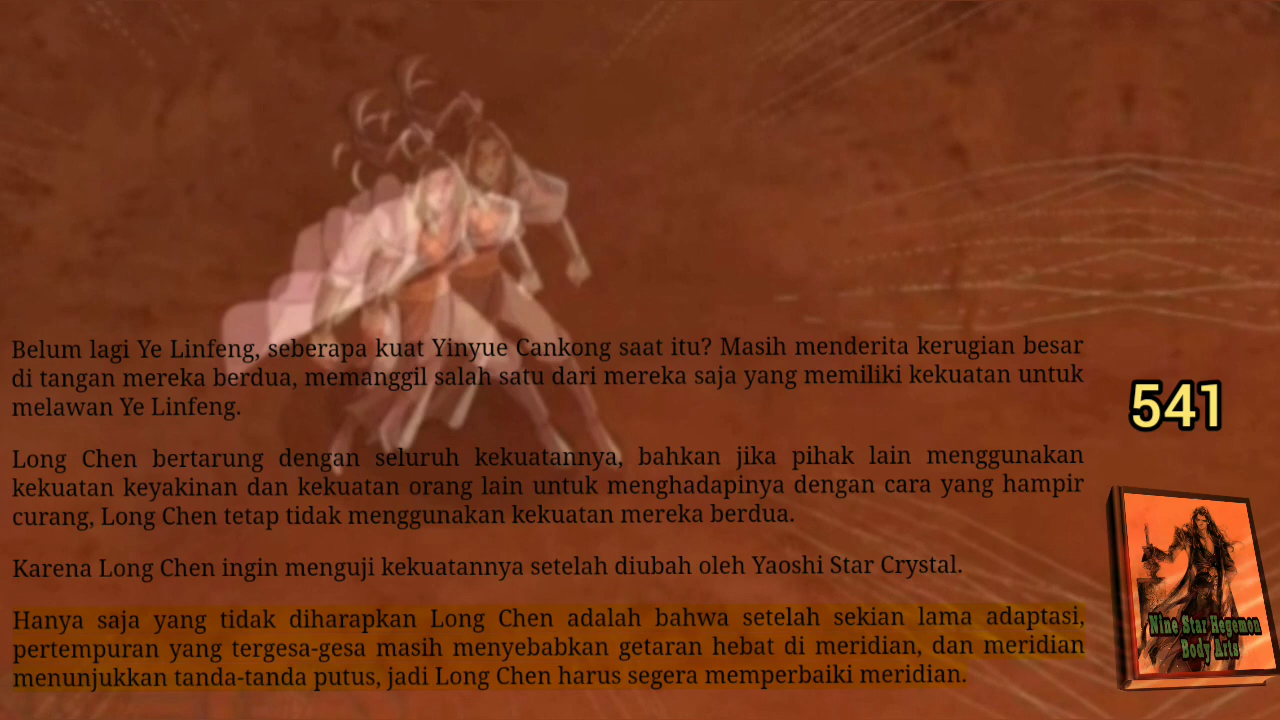 Belum lagi Ye Linfeng, seberapa kuat Yinyue Cankong saat itu? Masih menderita kerugian besar
di tangan mereka berdua, memanggil salah satu dari mereka saja yang memiliki kekuatan untuk
melawan Ye Linfeng.
Long Chen bertarung dengan seluruh kekuatannya, bahkan jika pihak lain menggunakan
kekuatan keyakinan dan kekuatan orang lain untuk menghadapinya dengan cara yang hampir
curang, Long Chen tetap tidak menggunakan kekuatan mereka berdua.
Karena Long Chen ingin menguji kekuatannya setelah diubah oleh Yaoshi Star Crystal.
Hanya saja yang tidak diharapkan Long Chen adalah bahwa setelah sekian lama adaptasi,
pertempuran yang tergesa-gesa masih menyebabkan getaran hebat di meridian, dan meridian
menunjukkan tanda-tanda putus, jadi Long Chen harus segera memperbaiki meridian.
541
Nine Star Hegemon
Body Arts